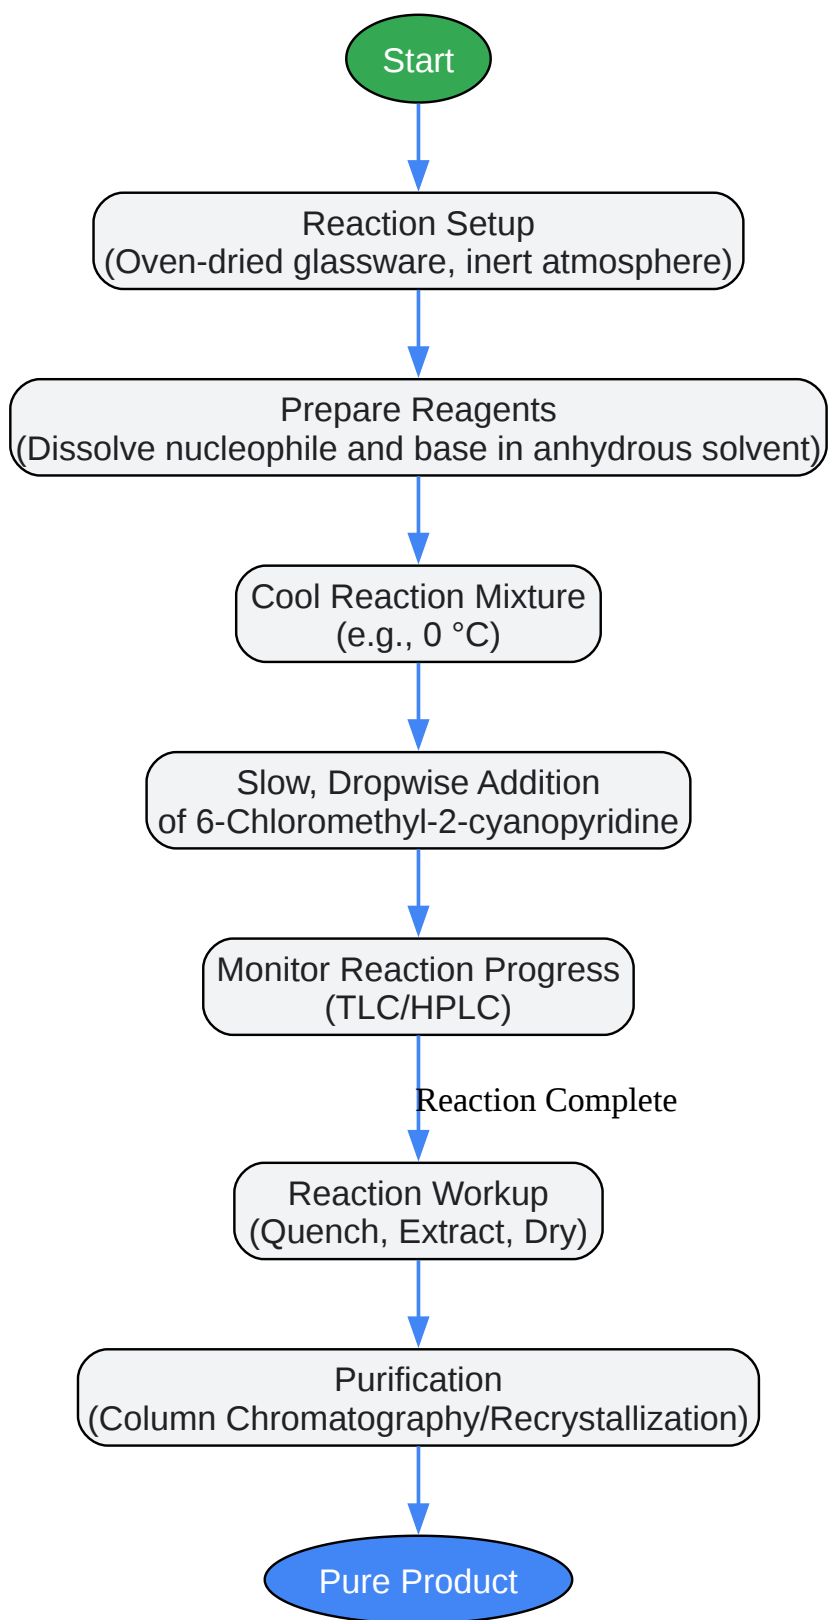 Start
Reaction Setup
(Oven-dried glassware, inert atmosphere)
Prepare Reagents
(Dissolve nucleophile and base in anhydrous solvent)
Cool Reaction Mixture
(e.g., 0 °C)
Slow, Dropwise Addition
of 6-Chloromethyl-2-cyanopyridine
Monitor Reaction Progress
(TLC/HPLC)
Reaction Complete
Reaction Workup
(Quench, Extract, Dry)
Purification
(Column Chromatography/Recrystallization)
Pure Product